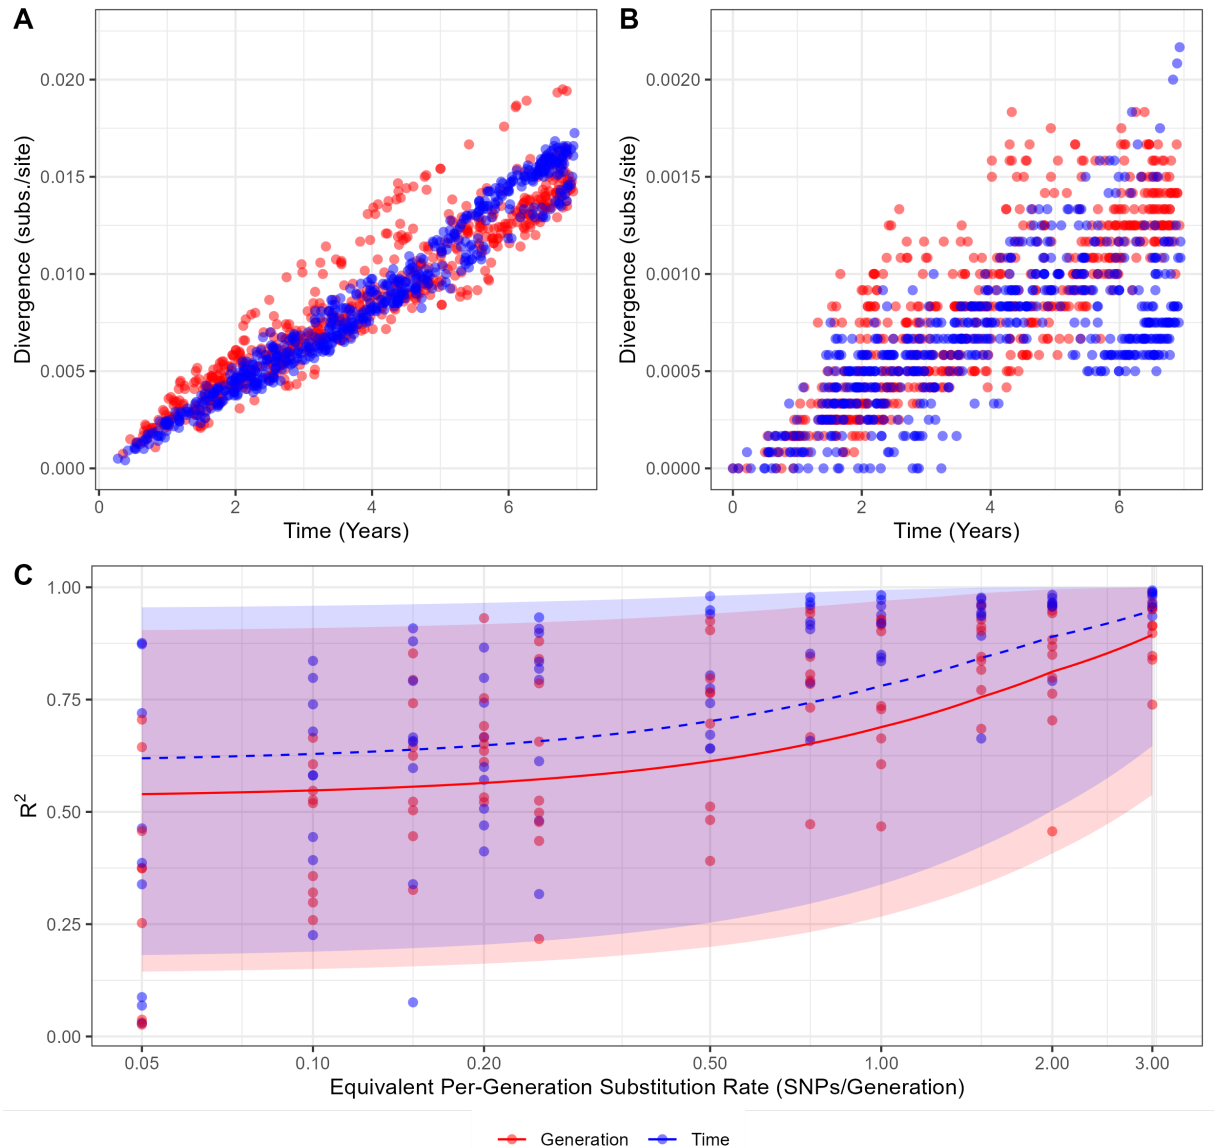 A
B
0.020
0.015
0.010
0.005
0.000
Divergence (subs./site)
0
2
4
6
Time (Years)
0.0020
0.0015
0.0010
0.0005
0.0000
Divergence (subs./site)
0
2
4
6
Time (Years)
C
1.00
0.75
0.50
0.25
0.00
R²
0.05
0.10
0.20
0.50
1.00
2.00
3.00
Equivalent Per-Generation Substitution Rate (SNPs/Generation)
Generation
Time